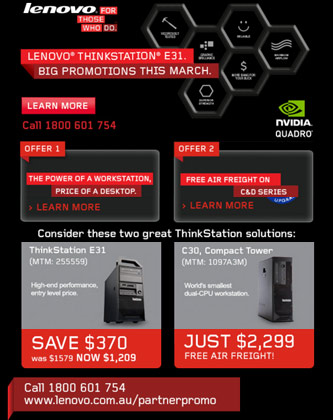 lenovo. FOR
THOSE
WHO DO.
RELIABLE
LENOVO® THINKSTATION® E31.
BIG PROMOTIONS THIS MARCH.
LEARN MORE
Call 1800 601 754
NVIDIA.
QUADRO®
OFFER 1
THE POWER OF A WORKSTATION,
PRICE OF A DESKTOP.
> LEARN MORE
OFFER 2
FREE AIR FREIGHT ON
C&D SERIES
> LEARN MORE
Consider these two great ThinkStation solutions:
ThinkStation E31
(MTM: 255559)
High-end performance,
entry level price.
SAVE $370
was $1579 NOW $1,209
C30, Compact Tower
(MTM: 1097A3M)
World's smallest
dual-CPU workstation.
JUST $2,299
FREE AIR FREIGHT!
Call 1800 601 754
www.lenovo.com.au/partnerpromo